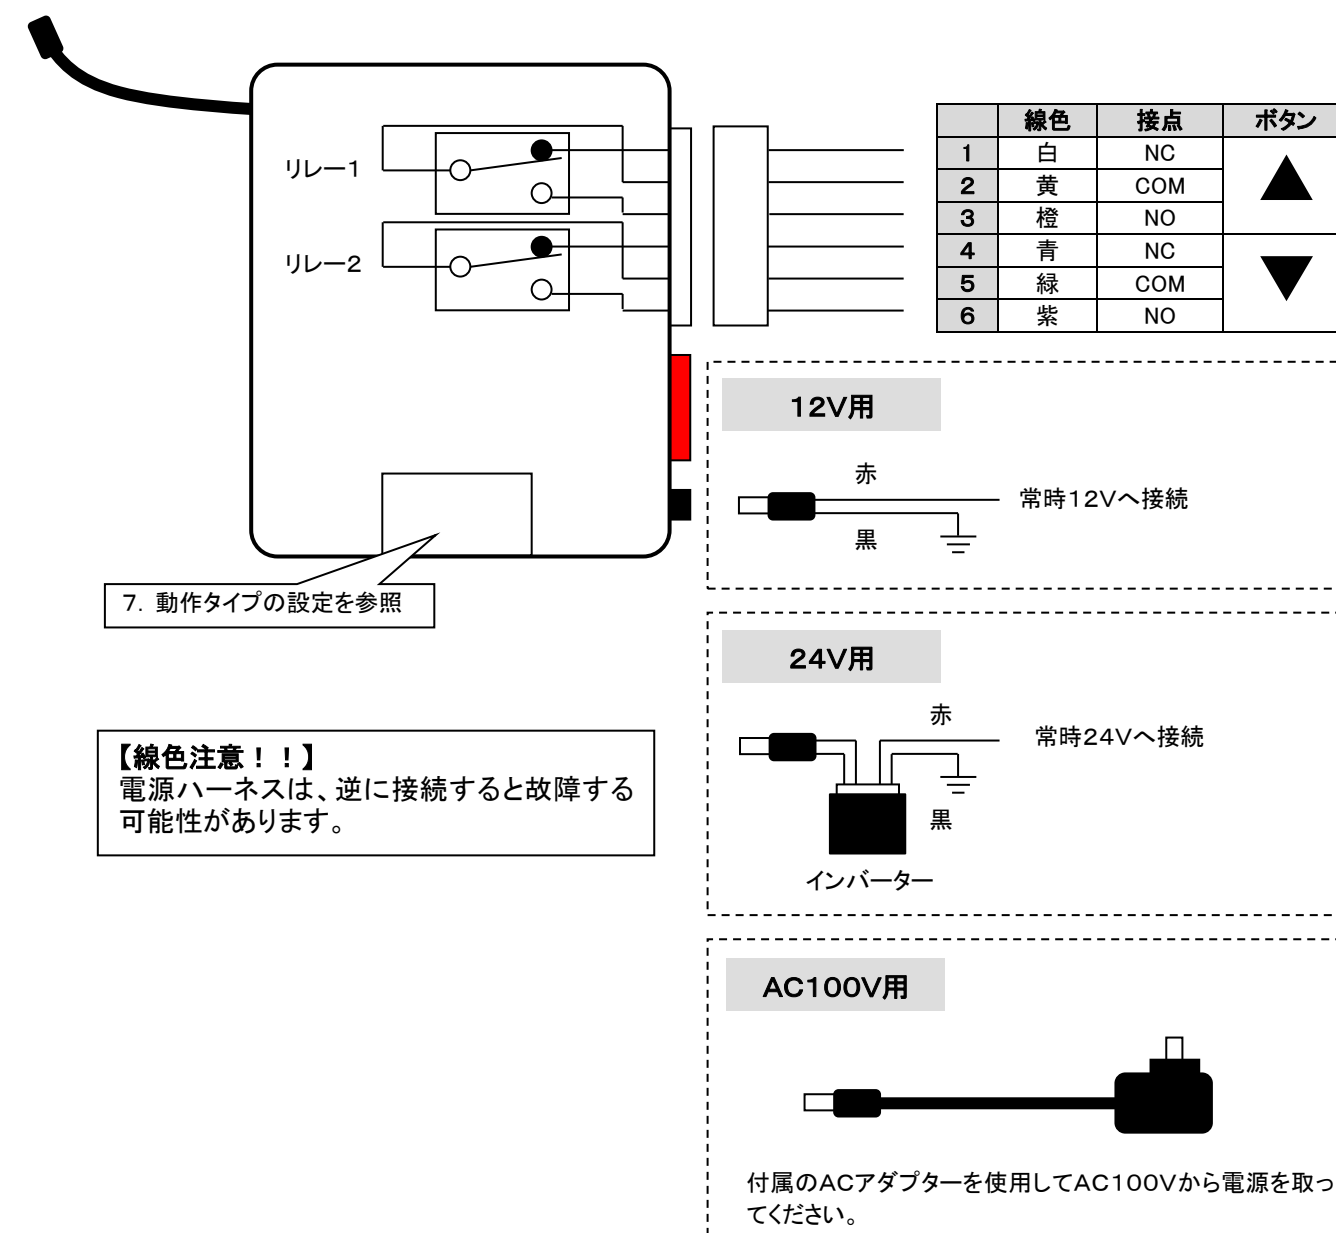 リレー1
リレー2
線色 接点 ボタン
1 白 NC
2 黄 COM
3 橙 NO
4 青 NC
5 緑 COM
6 紫 NO
12V用
赤
常時12Vへ接続
黒
7. 動作タイプの設定を参照
24V用
赤
常時24Vへ接続
黒
インバーター
【線色注意！！】
電源ハーネスは、逆に接続すると故障する
可能性があります。
AC100V用
付属のACアダプターを使用してAC100Vから電源を取っ
てください。